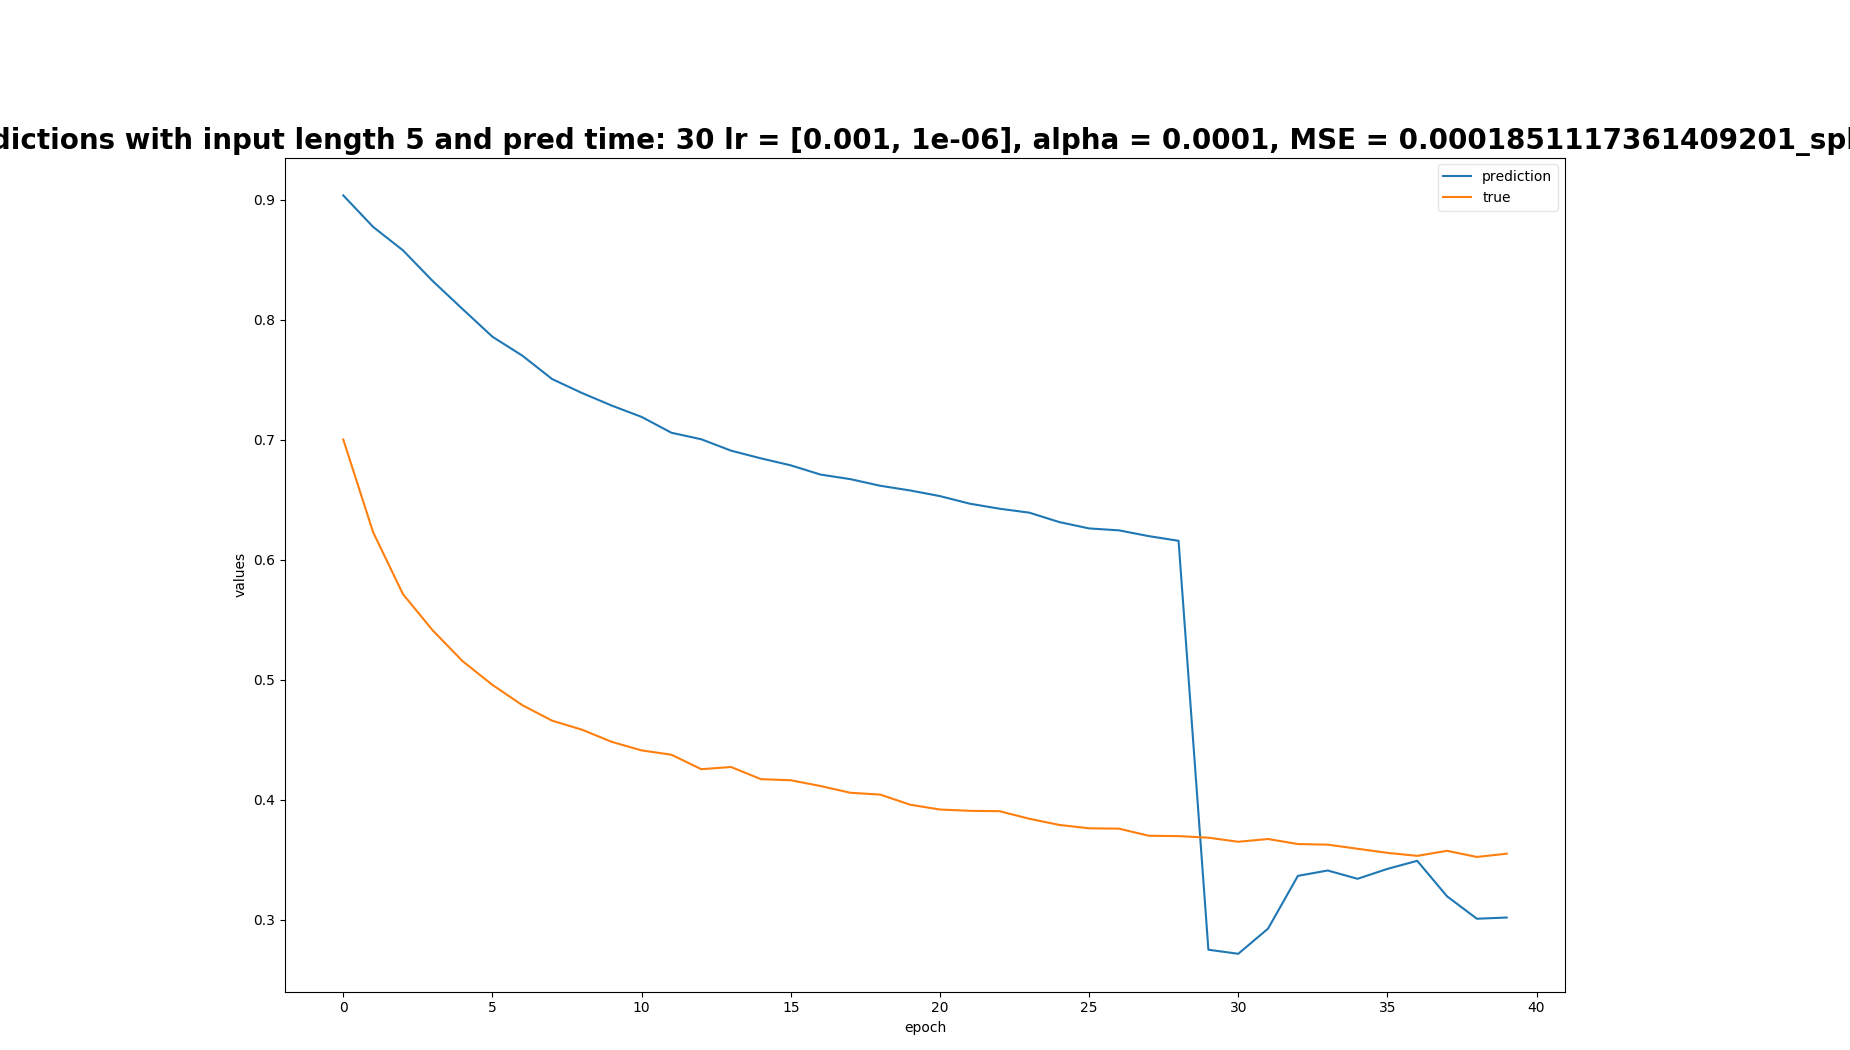 dictions with input length 5 and pred time: 30 lr = [0.001, 1e-06], alpha = 0.0001, MSE = 0.0001851117361409201_spl
prediction
true
0.9
0.8
0.7
0.6
0.5
0.4
0.3
values
0 5 10 15 20 25 30 35 40
epoch